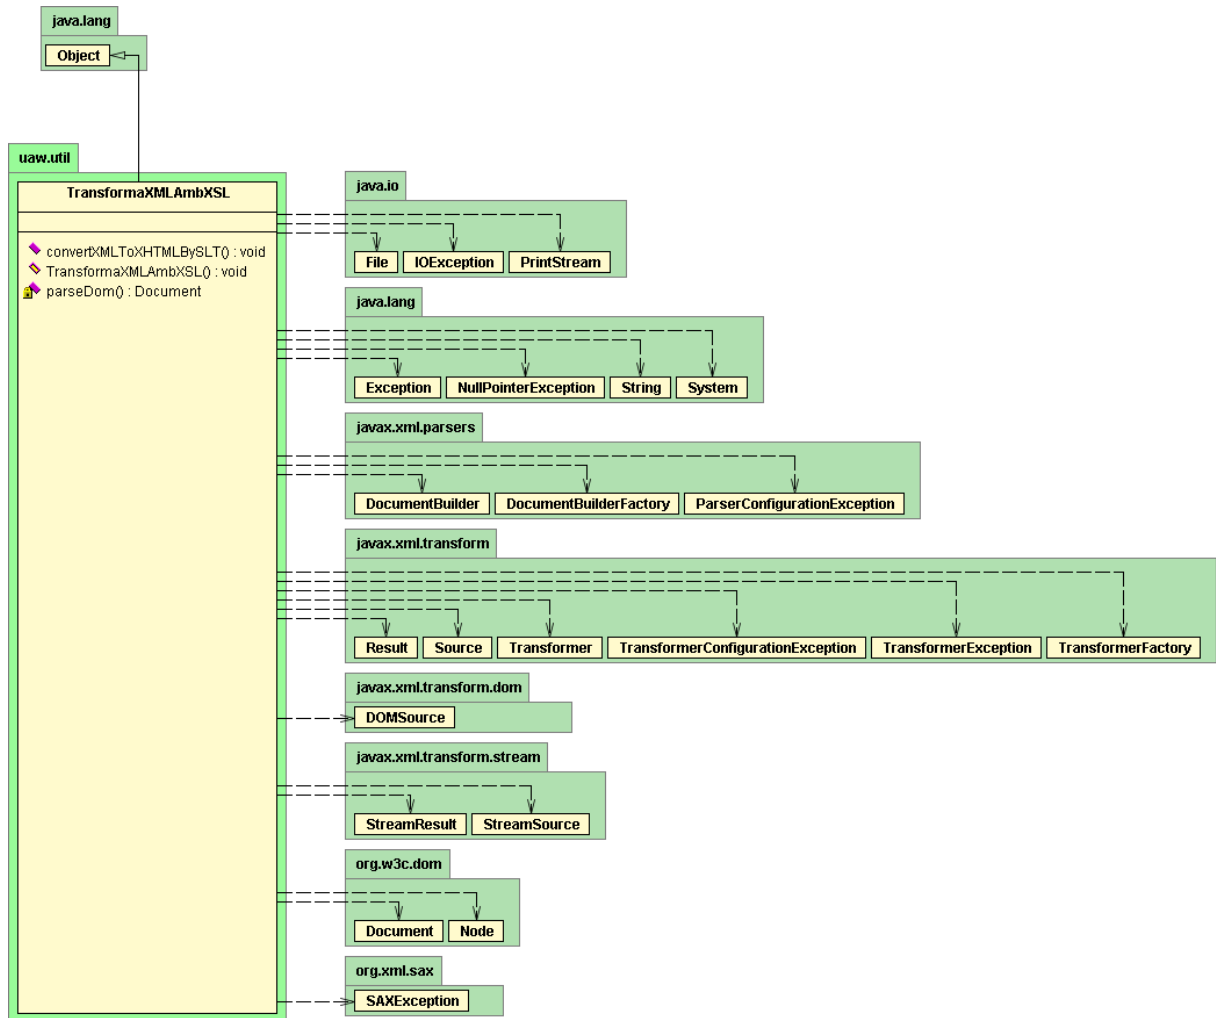 java.lang
Object
uaw.util
TransformaXMLAmbXSL
convertXMLToXHTMLBySLT() : void
TransformaXMLAmbXSL() : void
parseDom() : Document
java.io
File IOException PrintStream
java.lang
Exception NullPointerException String System
javax.xml.parsers
DocumentBuilder DocumentBuilderFactory ParserConfigurationException
javax.xml.transform
Result Source Transformer TransformerConfigurationException TransformerException TransformerFactory
javax.xml.transform.dom
DOMSource
javax.xml.transform.stream
StreamResult StreamSource
org.w3c.dom
Document Node
org.xml.sax
SAXException